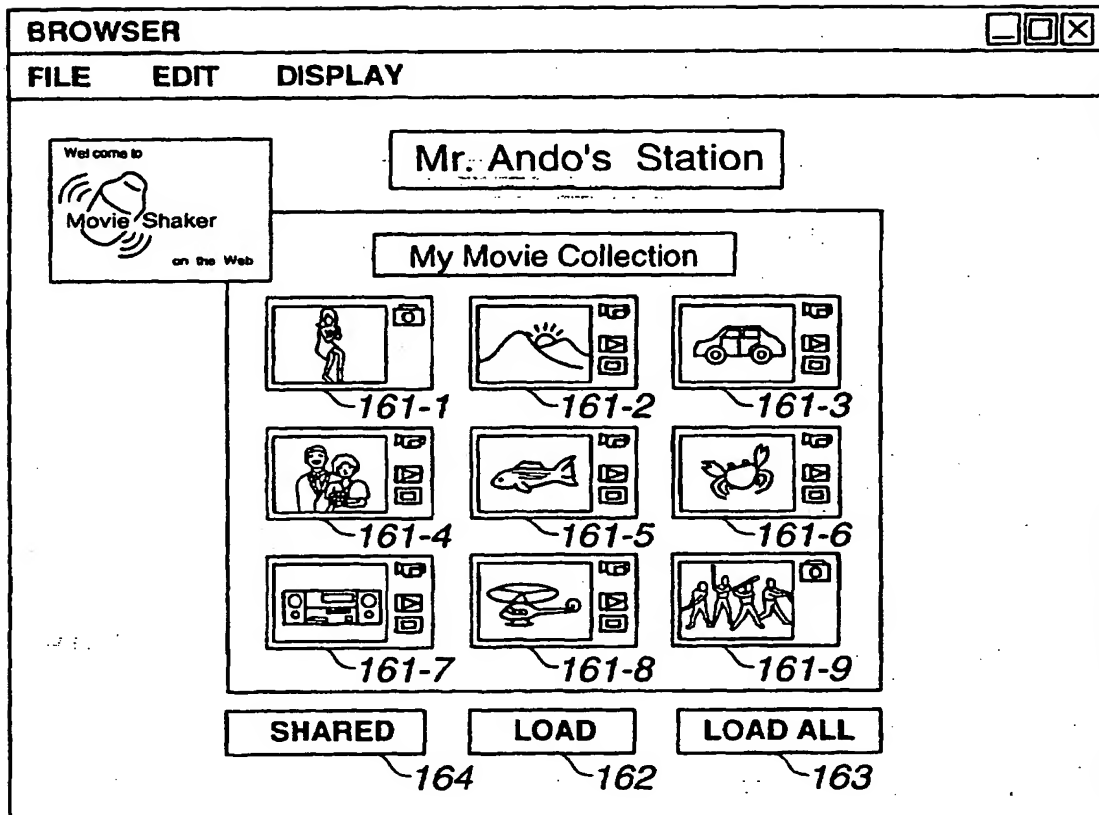 BROWSER
FILE EDIT DISPLAY
Welcome to
Movie Shaker
on the Web
Mr. Ando's Station
My Movie Collection
161-1 161-2 161-3
161-4 161-5 161-6
161-7 161-8 161-9
SHARED LOAD LOAD ALL
164 162 163